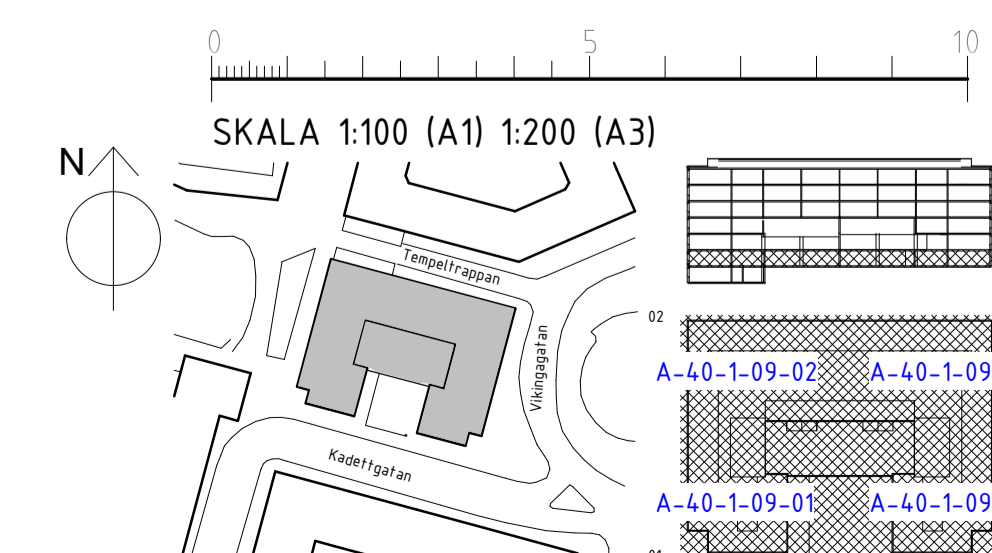 0 5 10
SKALA 1:100 (A1) 1:200 (A3)
N
Tempeltrappan
Vikingagatan
Kadettgatan
02
A-40-1-09-02 A-40-1-09
A-40-1-09-01 A-40-1-09